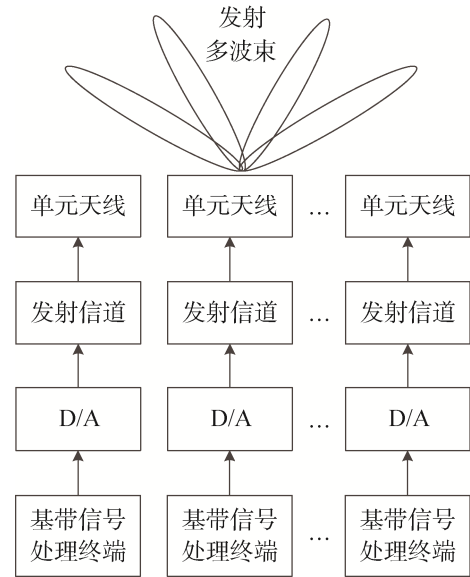 发射
多波束
单元天线 单元天线 … 单元天线
发射信道 发射信道 … 发射信道
D/A D/A … D/A
基带信号 基带信号 基带信号
处理终端 处理终端 … 处理终端